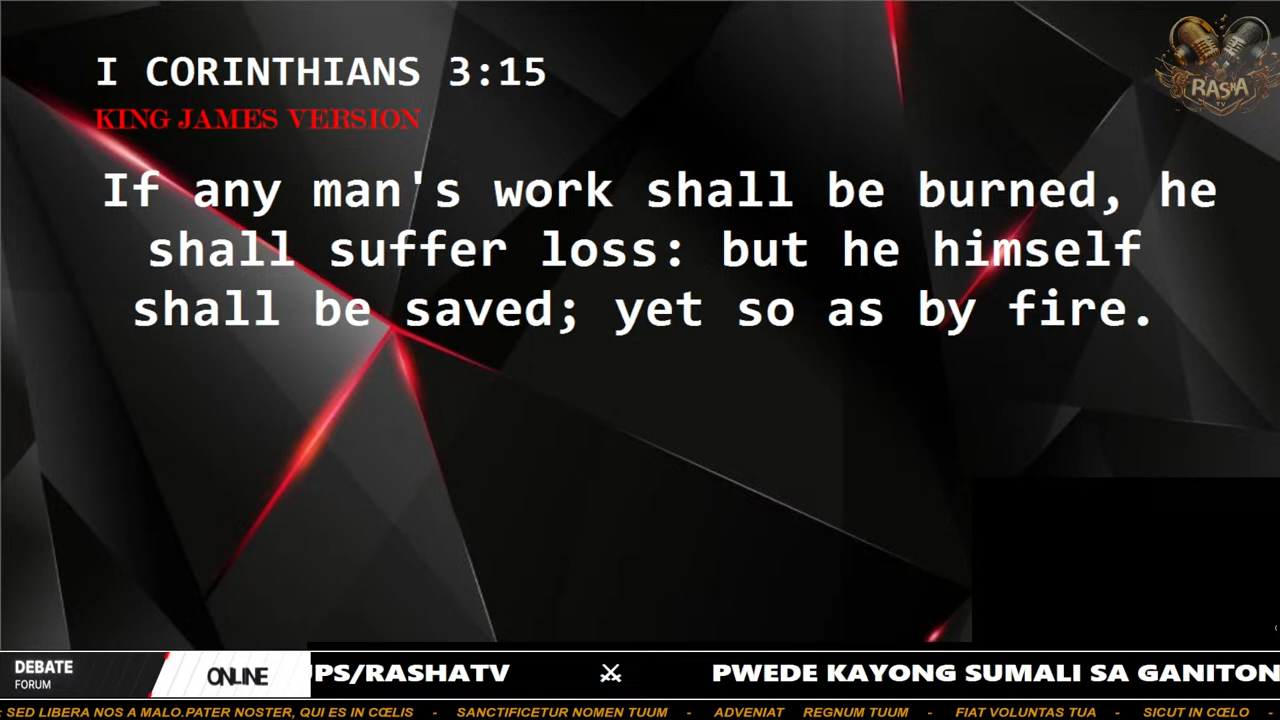 I CORINTHIANS 3:15
KING JAMES VERSION
RASHA
TV
If any man's work shall be burned, he
shall suffer loss: but he himself
shall be saved; yet so as by fire.
DEBATE
FORUM
ONLINE
UPS/RASHATV ⚔ PWEDE KAYONG SUMALI SA GANITON
: SED LIBERA NOS A MALO.PATER NOSTER, QUI ES IN CŒLIS - SANCTIFICETUR NOMEN TUUM - ADVENIAT REGNUM TUUM - FIAT VOLUNTAS TUA - SICUT IN CŒLO -